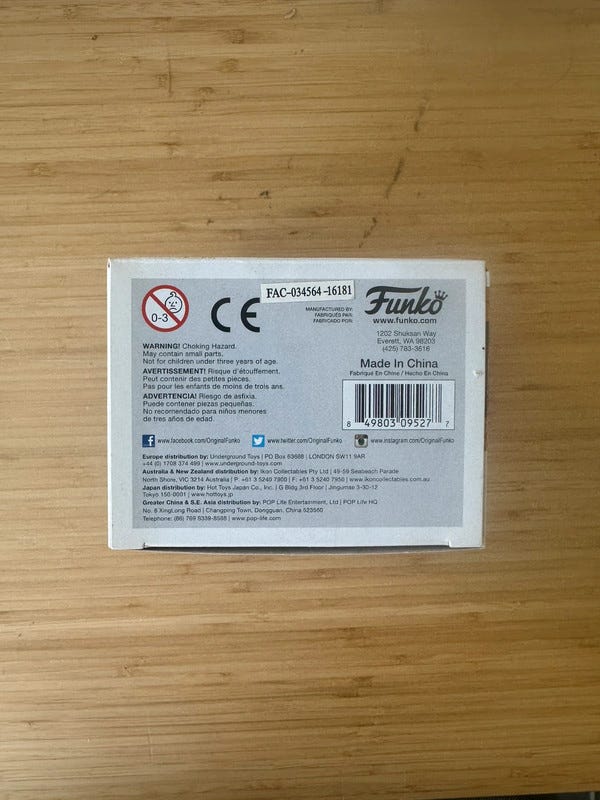 0-3
CE
FAC-034564-16181
MANUFACTURED BY:
FABRIQUÉS PAR:
FABRICADO POR:
Funko
www.funko.com
1202 Shuksan Way
Everett, WA 98203
(425) 783-3616
Made In China
Fabriqué En Chine / Hecho En China
8 49803 09527 7
WARNING! Choking Hazard.
May contain small parts.
Not for children under three years of age.
AVERTISSEMENT! Risque d'étouffement.
Peut contenir des petites pièces.
Pas pour les enfants de moins de trois ans.
ADVERTENCIA! Riesgo de asfixia.
Puede contener piezas pequeñas.
No recomendado para niños menores
de tres años de edad.
www.facebook.com/OriginalFunko
www.twitter.com/OriginalFunko
www.instagram.com/OriginalFunko
Europe distribution by: Underground Toys | PO Box 63688 | LONDON SW11 9AR
+44 (0) 1708 374 499 | www.underground-toys.com
Australia & New Zealand distribution by: Ikon Collectables Pty Ltd | 49-59 Seabeach Parade
North Shore, VIC 3214 Australia | P: +61 3 5240 7800 | F: +61 3 5240 7956 | www.ikoncollectables.com.au
Japan distribution by: Hot Toys Japan Co., Inc. | G Bldg 3rd Floor | Jingumae 3-30-12
Tokyo 150-0001 | www.hottoys.jp
Greater China & S.E. Asia distribution by: POP Life Entertainment, Ltd | POP Life HQ
No. 8 XingLong Road | Changping Town, Dongguan, China 523560
Telephone: (86) 769 8339-8588 | www.pop-life.com